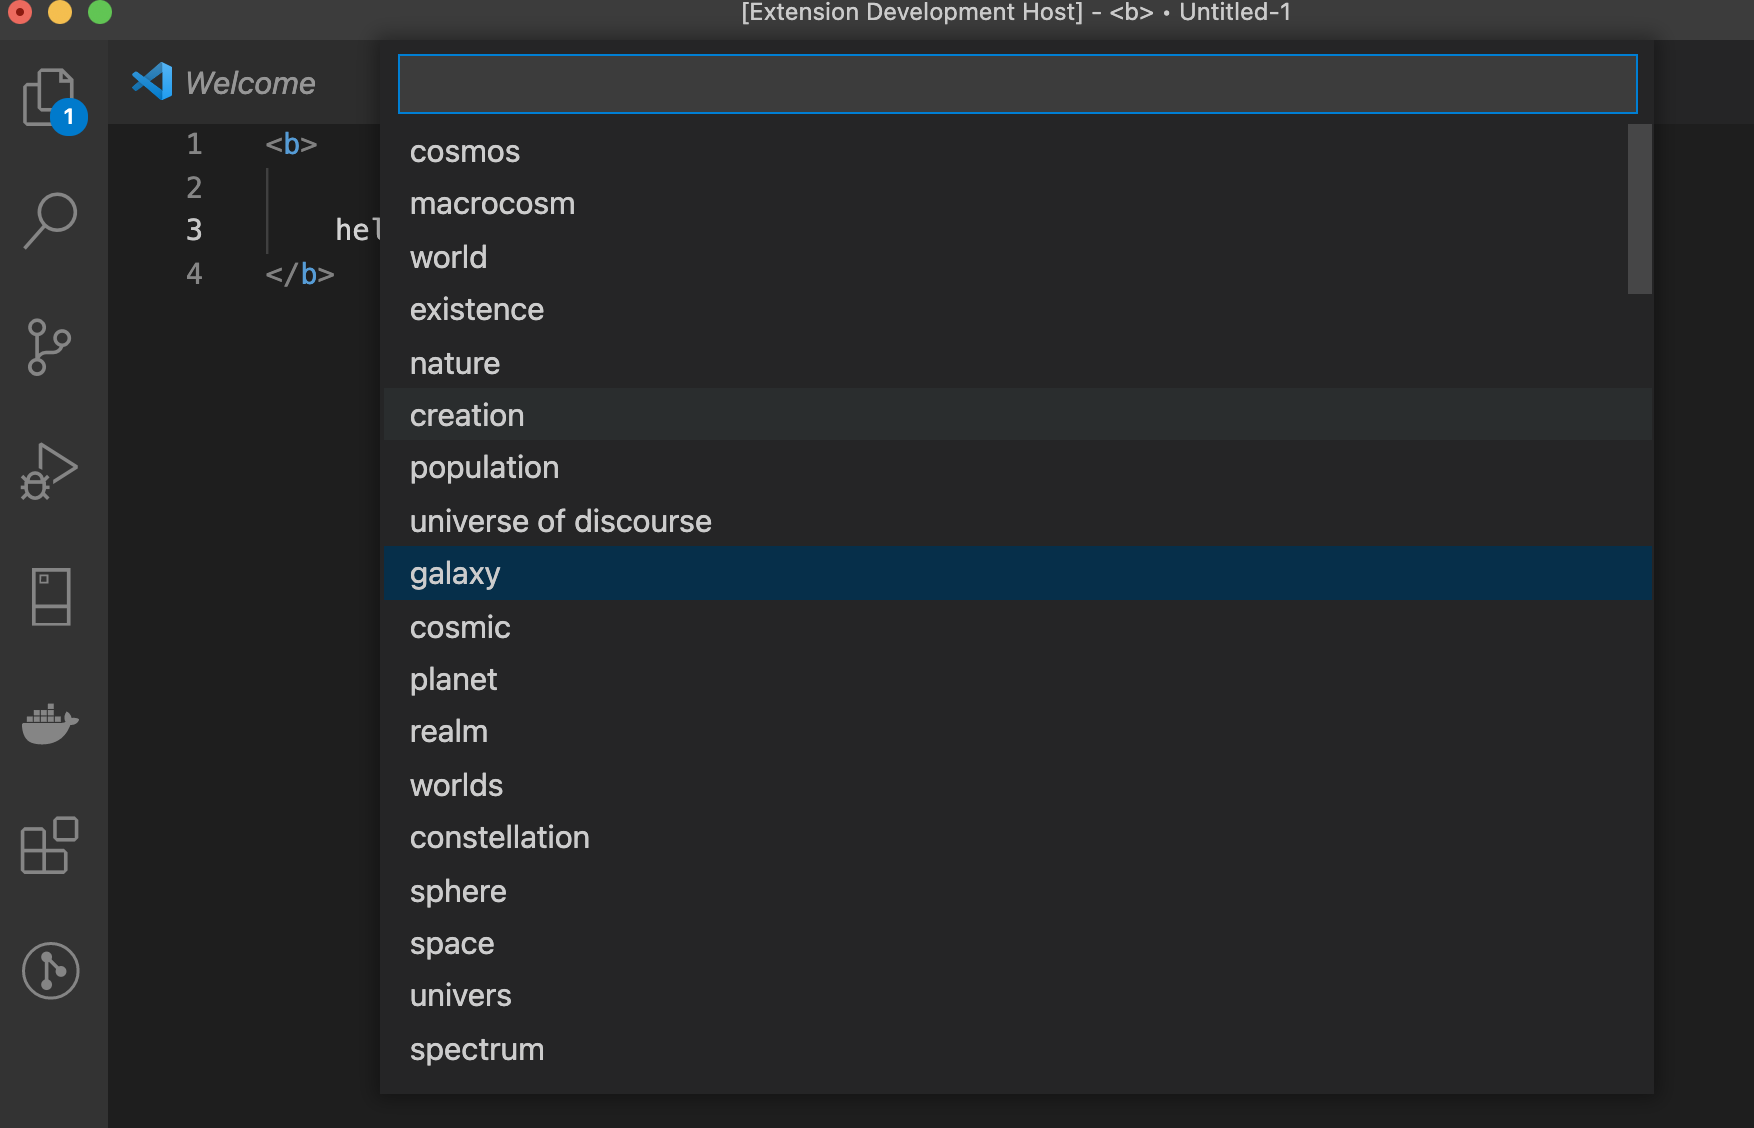 [Extension Development Host] - <b> • Untitled-1
Welcome
1
1 <b>
2
3 hel
4 </b>
cosmos
macrocosm
world
existence
nature
creation
population
universe of discourse
galaxy
cosmic
planet
realm
worlds
constellation
sphere
space
univers
spectrum